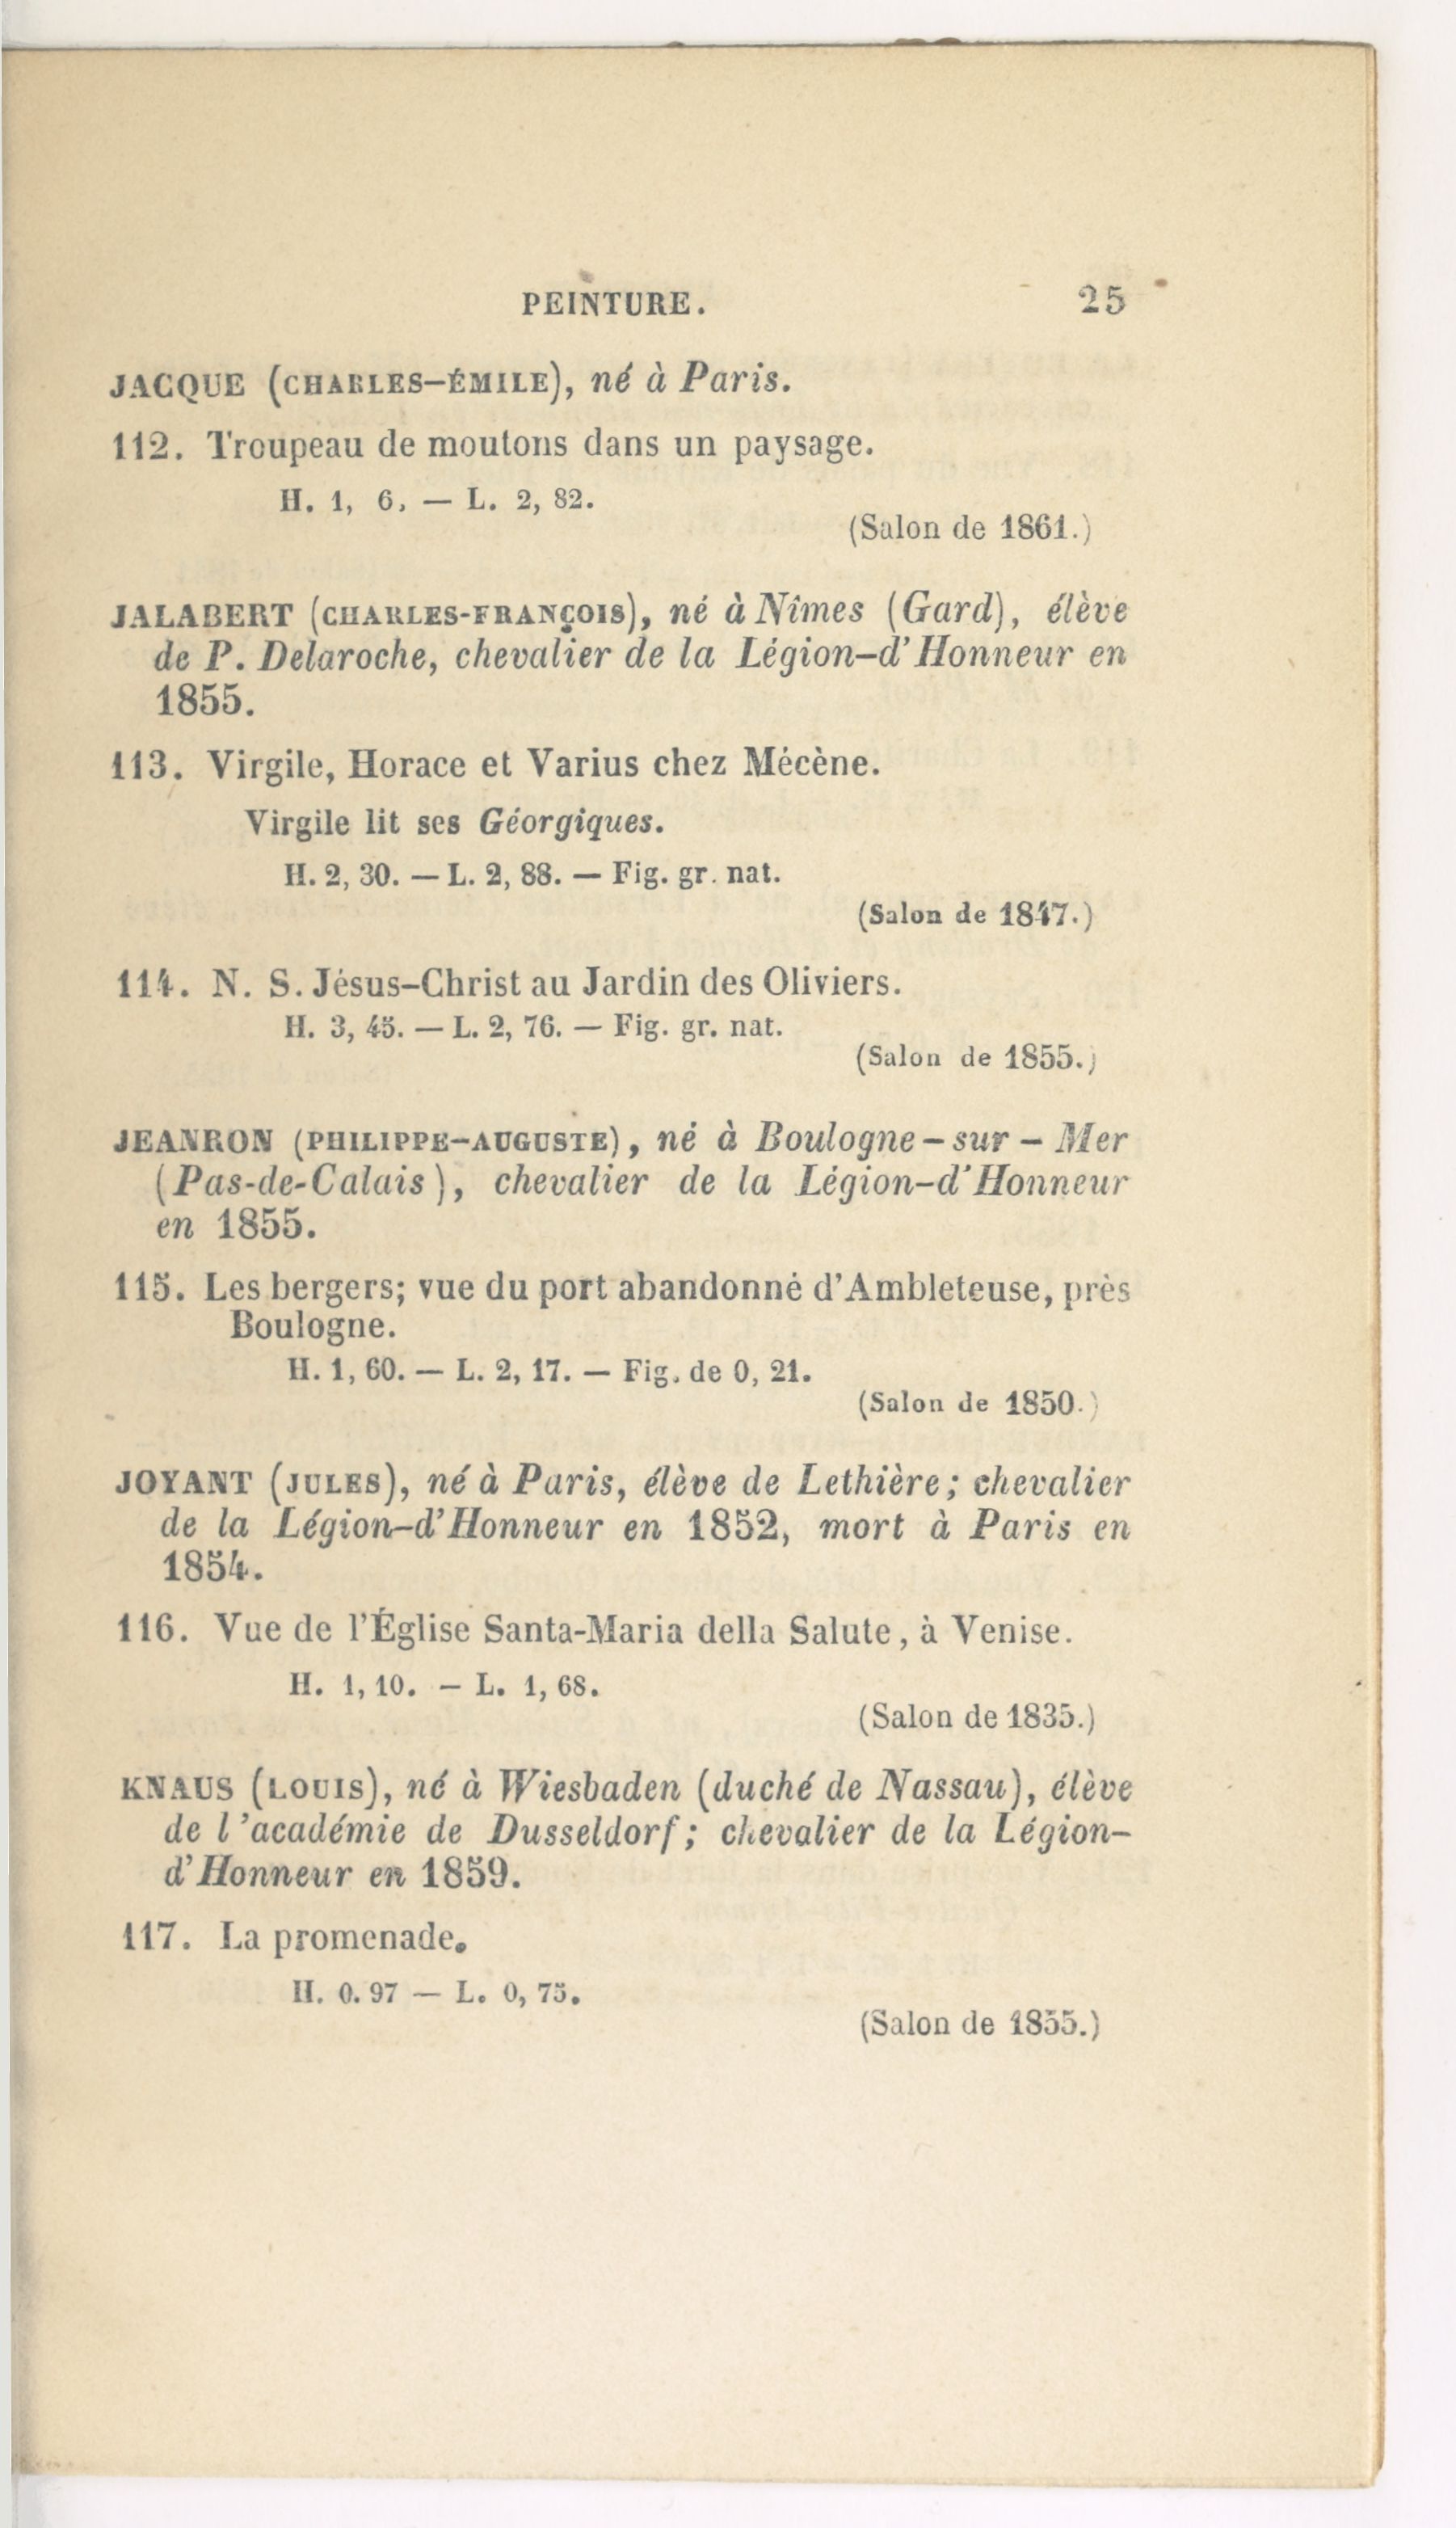 PEINTURE. 25
JACQUE (CHARLES-ÉMILE), né à Paris.
112. Troupeau de moutons dans un paysage.
H. 1, 6, — L. 2, 82.
(Salon de 1861.)
JALABERT (CHARLES-FRANÇOIS), né à Nîmes (Gard), élève
de P. Delaroche, chevalier de la Légion-d'Honneur en
1855.
113. Virgile, Horace et Varius chez Mécène.
Virgile lit ses Géorgiques.
H. 2, 30. — L. 2, 88. — Fig. gr. nat.
(Salon de 1847.)
114. N. S. Jésus-Christ au Jardin des Oliviers.
H. 3, 45. — L. 2, 76. — Fig. gr. nat.
(Salon de 1855.)
JEANRON (PHILIPPE-AUGUSTE), né à Boulogne-sur-Mer
(Pas-de-Calais), chevalier de la Légion-d'Honneur
en 1855.
115. Les bergers; vue du port abandonné d'Ambleteuse, près
Boulogne.
H. 1, 60. — L. 2, 17. — Fig. de 0, 21.
(Salon de 1850.)
JOYANT (JULES), né à Paris, élève de Lethière; chevalier
de la Légion-d'Honneur en 1852, mort à Paris en
1854.
116. Vue de l'Église Santa-Maria della Salute, à Venise.
H. 1, 10. — L. 1, 68.
(Salon de 1835.)
KNAUS (LOUIS), né à Wiesbaden (duché de Nassau), élève
de l'académie de Dusseldorf; chevalier de la Légion-
d'Honneur en 1859.
117. La promenade.
H. 0. 97 — L. 0, 75.
(Salon de 1855.)